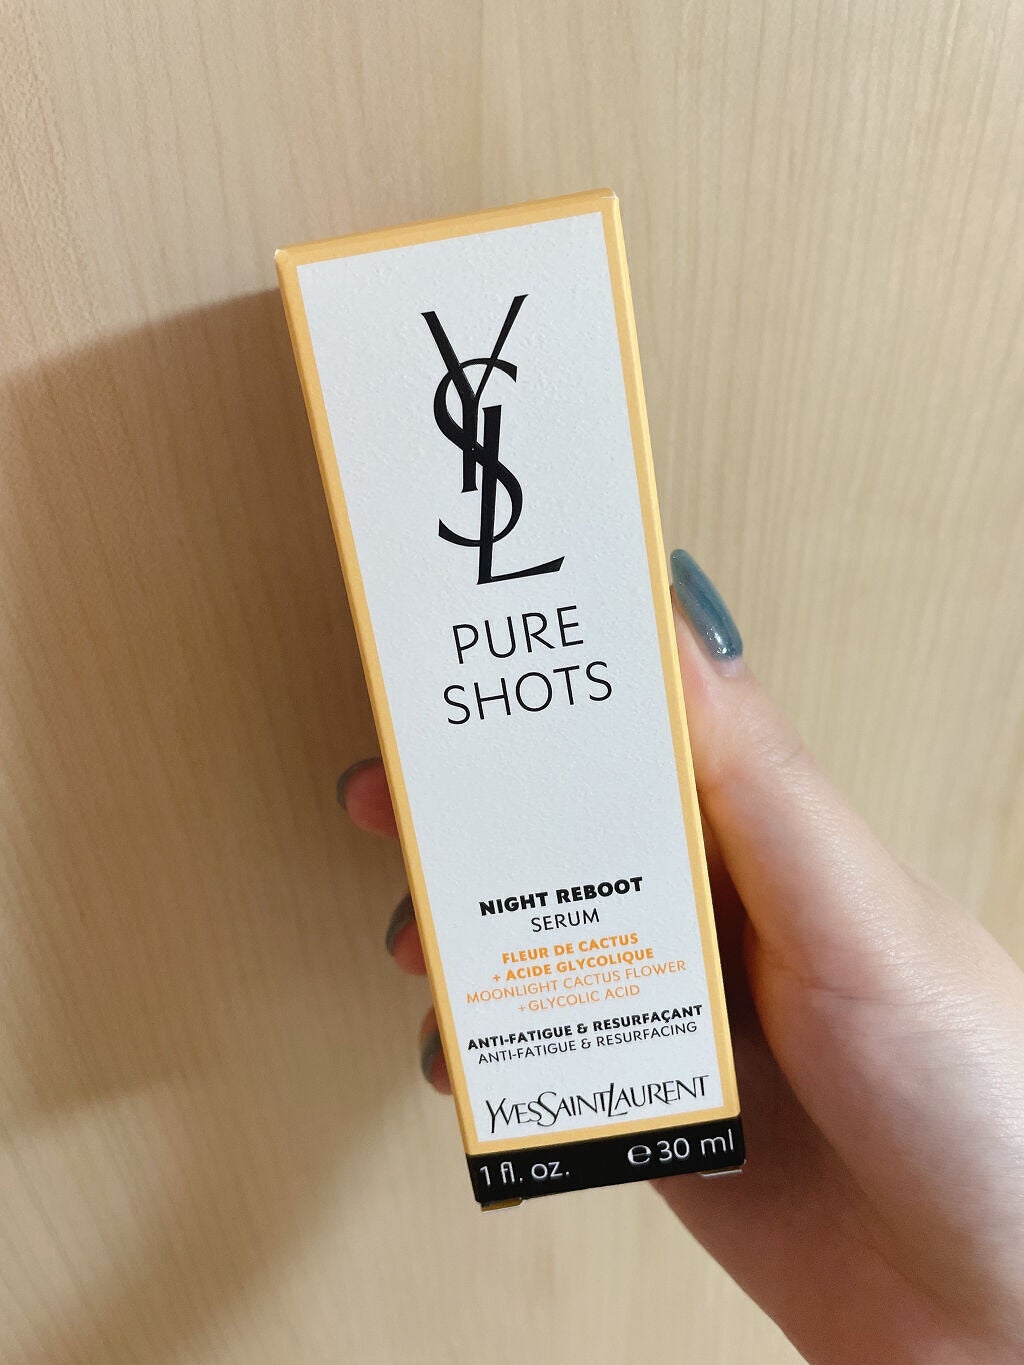 YSL
PURE
SHOTS
NIGHT REBOOT
SERUM
FLEUR DE CACTUS
+ ACIDE GLYCOLIQUE
MOONLIGHT CACTUS FLOWER
+GLYCOLIC ACID
ANTI-FATIGUE & RESURFAÇANT
ANTI-FATIGUE & RESURFACING
YVESSAINTLAURENT
1 fl. oz. ℮30 ml